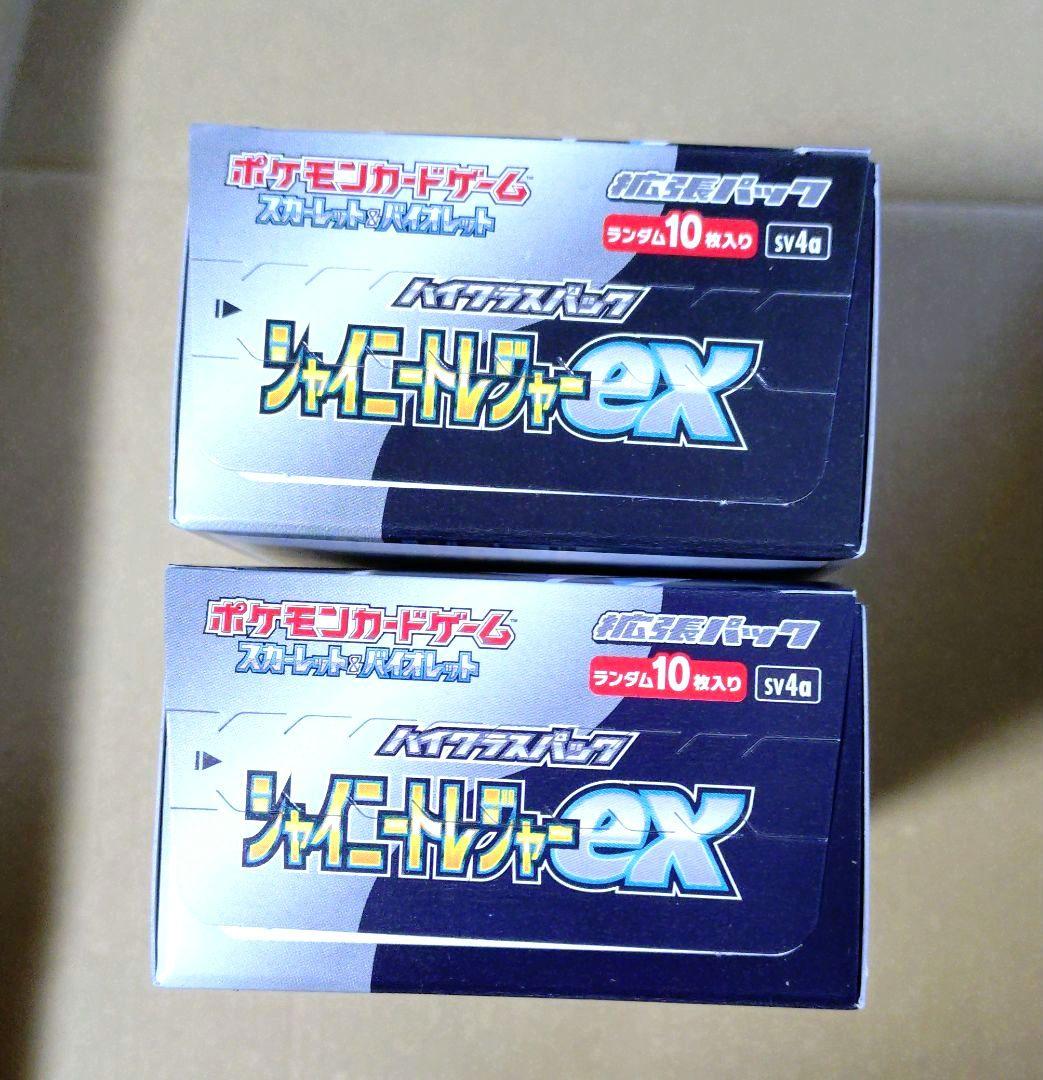 ポケモンカードゲーム™
スカーレット&バイオレット
拡張パック
ランダム10枚入り sv4a
ハイクラスパック
シャイニートレジャーex
ポケモンカードゲーム™
スカーレット&バイオレット
拡張パック
ランダム10枚入り sv4a
ハイクラスパック
シャイニートレジャーex